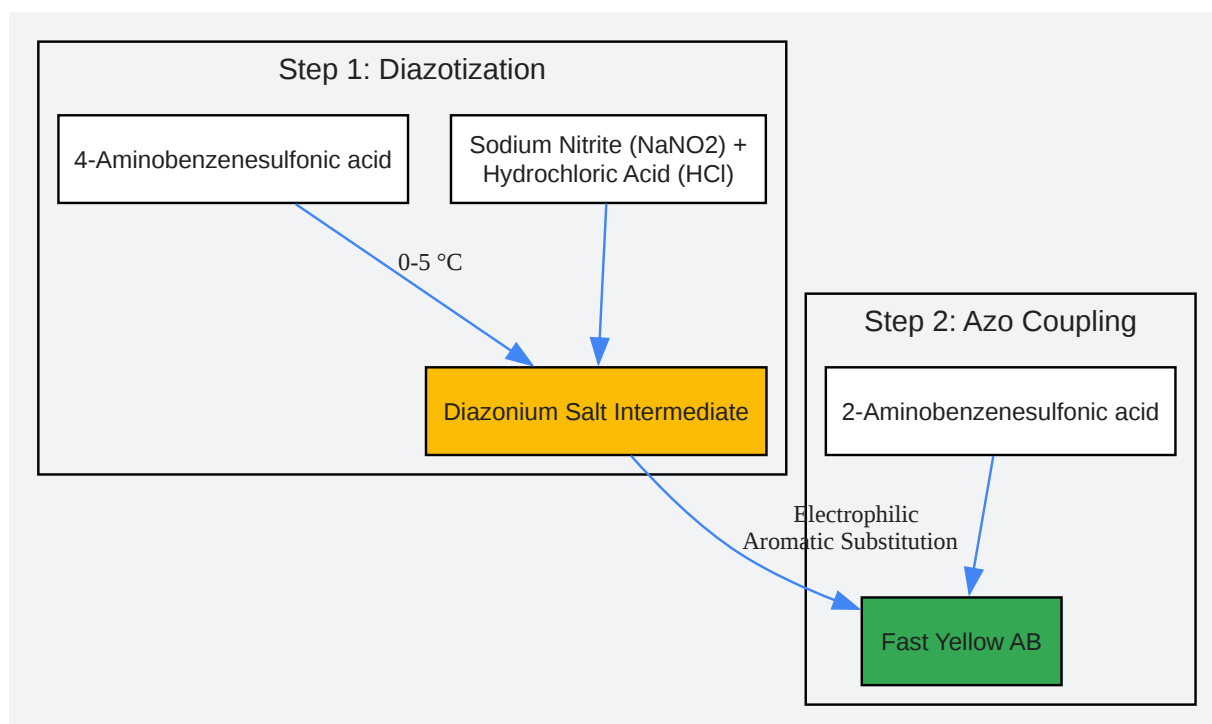 Step 1: Diazotization
4-Aminobenzenesulfonic acid
Sodium Nitrite (NaNO2) +
Hydrochloric Acid (HCl)
0-5 °C
Diazonium Salt Intermediate
Step 2: Azo Coupling
2-Aminobenzenesulfonic acid
Electrophilic
Aromatic Substitution
Fast Yellow AB